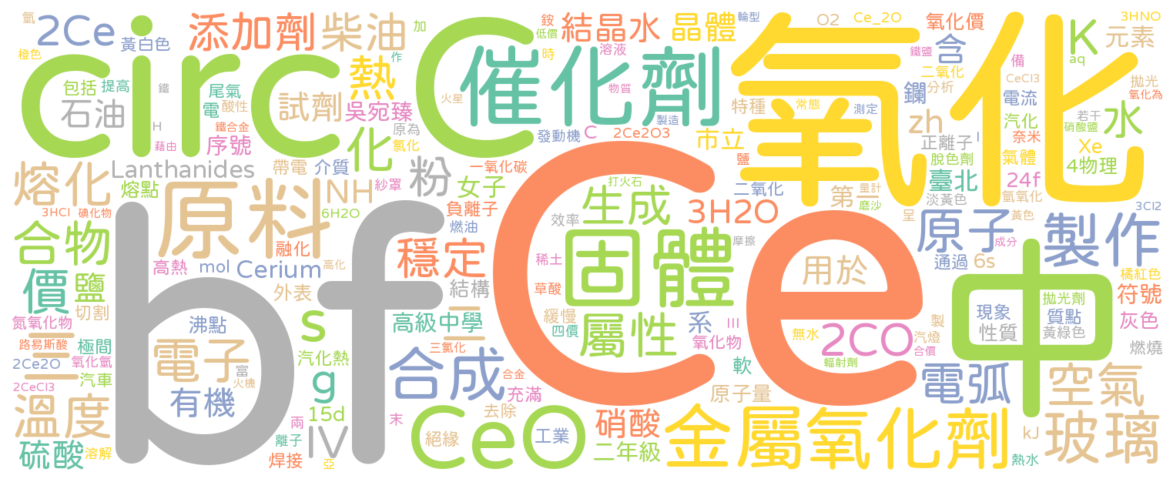 氫
2Ce
黃白色
橙色
添加劑
柴油
加
circ
C
催化劑
銨
低價
時
結晶水
溶液
晶體
輪型
氧化
O2
Ce_2O
氧化價
3HNO
K
元素
aq
含
鐵鹽
二氧化
備
分析
CeCl3
拋光
氧化為
包括
提高
鐵
石油
尾氣
電
酸性
熱
作
試劑
吳宛臻
火星
物質
特種
常態
測定
鑭
電流
若干
硝酸鹽
水
H
鐵合金
藉由
序號
原為
氯化
化
發動機
C
2Ce2O3
製造
市立
zh
正離子
I
汽化
奈米
Xe
4物理
Lanthanides
帶電
介質
紗罩
一氧化碳
鹽
脫色劑
氣體
熔化
熔點
NH
粉
女子
打火石
二氧化
第一
量計
磨沙
淡黃色
臺北
24f
氫氧化
3HCl
磺化物
原料
6H2O
負離子
燃油
效率
生成
3H2O
呈
黃色
3Cl2
bf
Ce
合物
融化
穩定
固體
摩擦
原子
成分
中
製作
高熱
mol
Cerium
高化
稀土
用於
通過
6s
橘紅色
價
鹽
切割
外表
結構
草酸
符號
氮氧化物
s
二
高級中學
緩慢
四價
屬性
系
III
氧化物
無水
2CO
製
汽燈
合價
現象
拋光劑
質點
性質
黃綠色
灰色
三
路易斯酸
極間
沸點
電子
汽化熱
三氯化
軟
輻射劑
燃燒
2Ce2O
氧化氫
汽車
富
火機
有機
g
合成
合金
充滿
原子量
電弧
空氣
2CeCl3
溫度
兩
15d
末
去除
CeO
硝酸
金屬氧化劑
玻璃
硫酸
溶解
離子
IV
焊接
亞
絕緣
工業
二年級
kJ
熱水